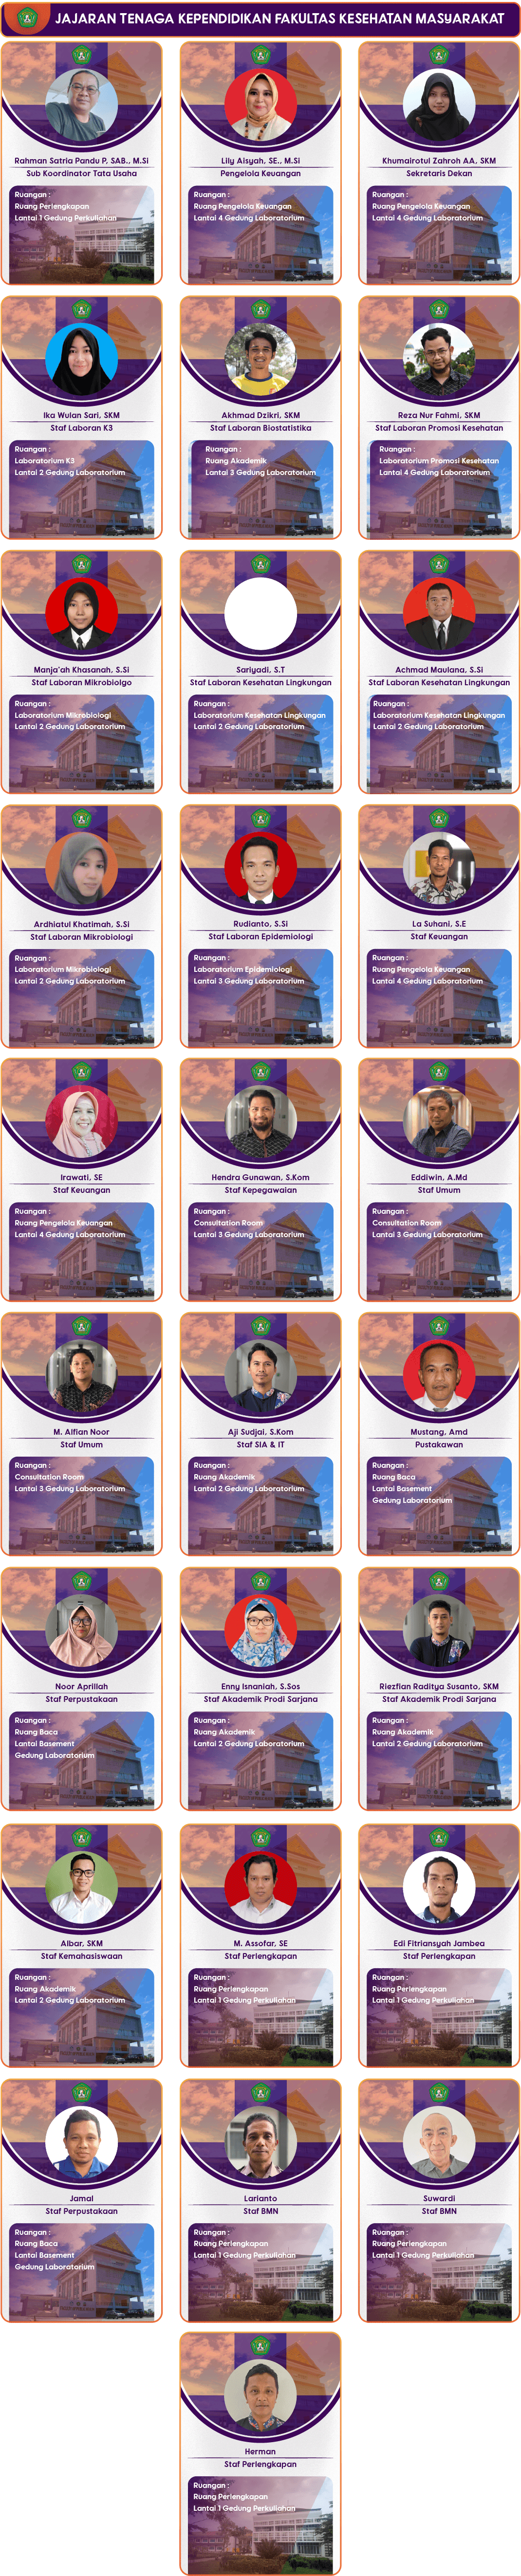 JAJARAN TENAGA KEPENDIDIKAN FAKULTAS KESEHATAN MASYARAKAT
Rahman Satria Pandu P, SAB., M.Si
Sub Koordinator Tata Usaha
Ruangan :
Ruang Perlengkapan
Lantai 1 Gedung Perkuliahan
Lily Aisyah, SE., M.Si
Pengelola Keuangan
Ruangan :
Ruang Pengelola Keuangan
Lantai 4 Gedung Laboratorium
Khumairotul Zahroh AA, SKM
Sekretaris Dekan
Ruangan :
Ruang Pengelola Keuangan
Lantai 4 Gedung Laboratorium
Ika Wulan Sari, SKM
Staf Laboran K3
Ruangan :
Laboratarium K3
Lantai 2 Gedung Laboratorium
Akhmad Dzikri, SKM
Staf Laboran Biostatistika
Ruangan :
Ruang Akademik
Lantai 3 Gedung Laboratorium
Reza Nur Fahmi, SKM
Staf Laboran Promosi Kesehatan
Ruangan :
Laboratorium Promosi Kesehatan
Lantai 4 Gedung Laboratorium
Manja'ah Khasanah, S.Si
Staf Laboran Mikrobiolgo
Ruangan :
Laboratorium Mikrobiologi
Lantai 2 Gedung Laboratorium
Sariyadi, S.T
Staf Laboran Kesehatan Lingkungan
Ruangan :
Laboratorium Kesehatan Lingkungan
Lantai 2 Gedung Laboratorium
Achmad Maulana, S.Si
Staf Laboran Kesehatan Lingkungan
Ruangan :
Laboratorium Kesehatan Lingkungan
Lantai 2 Gedung Laboratorium
Ardhiatul Khatimah, S.Si
Staf Laboran Mikrobiologi
Ruangan :
Laboratorium Mikrobiologi
Lantai 2 Gedung Laboratorium
Rudianto, S.Si
Staf Laboran Epidemiologi
Ruangan :
Laboratorium Epidemiologi
Lantai 3 Gedung Laboratorium
La Suhani, S.E
Staf Keuangan
Ruangan :
Ruang Pengelola Keuangan
Lantai 4 Gedung Laboratorium
Irawati, SE
Staf Keuangan
Ruangan :
Ruang Pengelola Keuangan
Lantai 4 Gedung Laboratorium
Hendra Gunawan, S.Kom
Staf Kepegawaian
Ruangan :
Consultation Room
Lantai 3 Gedung Laboratorium
Eddiwin, A.Md
Staf Umum
Ruangan :
Consultation Room
Lantai 3 Gedung Laboratorium
M. Alfian Noor
Staf Umum
Ruangan :
Consultation Room
Lantai 3 Gedung Laboratorium
Aji Sudjai, S.Kom
Staf SIA & IT
Ruangan :
Ruang Akademik
Lantai 2 Gedung Laboratorium
Mustang, Amd
Pustakawan
Ruangan :
Ruang Baca
Lantai Basement
Gedung Laboratorium
Noor Aprillah
Staf Perpustakaan
Ruangan :
Ruang Baca
Lantai Basement
Gedung Laboratorium
Enny Isnaniah, S.Sos
Staf Akademik Prodi Sarjana
Ruangan :
Ruang Akademik
Lantai 2 Gedung Laboratorium
Riezfian Raditya Susanto, SKM
Staf Akademik Prodi Sarjana
Ruangan :
Ruang Akademik
Lantai 2 Gedung Laboratorium
Albar, SKM
Staf Kemahasiswaan
Ruangan :
Ruang Akademik
Lantai 2 Gedung Laboratorium
M. Assofar, SE
Staf Perlengkapan
Ruangan :
Ruang Perlengkapan
Lantai 1 Gedung Perkuliahan
Edi Fitriansyah Jambea
Staf Perlengkapan
Ruangan :
Ruang Perlengkapan
Lantai 1 Gedung Perkuliahan
Jamal
Staf Perpustakaan
Ruangan :
Ruang Baca
Lantai Basement
Gedung Laboratorium
Larianto
Staf BMN
Ruangan :
Ruang Perlengkapan
Lantai 1 Gedung Perkuliahan
Suwardi
Staf BMN
Ruangan :
Ruang Perlengkapan
Lantai 1 Gedung Perkuliahan
Herman
Staf Perlengkapan
Ruangan :
Ruang Perlengkapan
Lantai 1 Gedung Perkuliahan